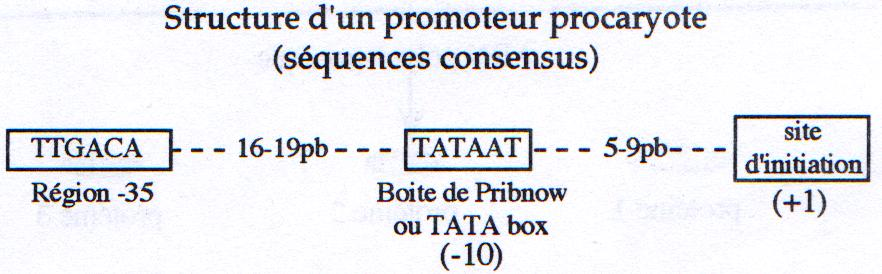 Structure d'un promoteur procaryote
(séquences consensus)
TTGACA - - - 16-19pb - - - TATAAT - - - 5-9pb - - - site d'initiation
Région -35
Boite de Pribnow
ou TATA box
(-10)
(+1)